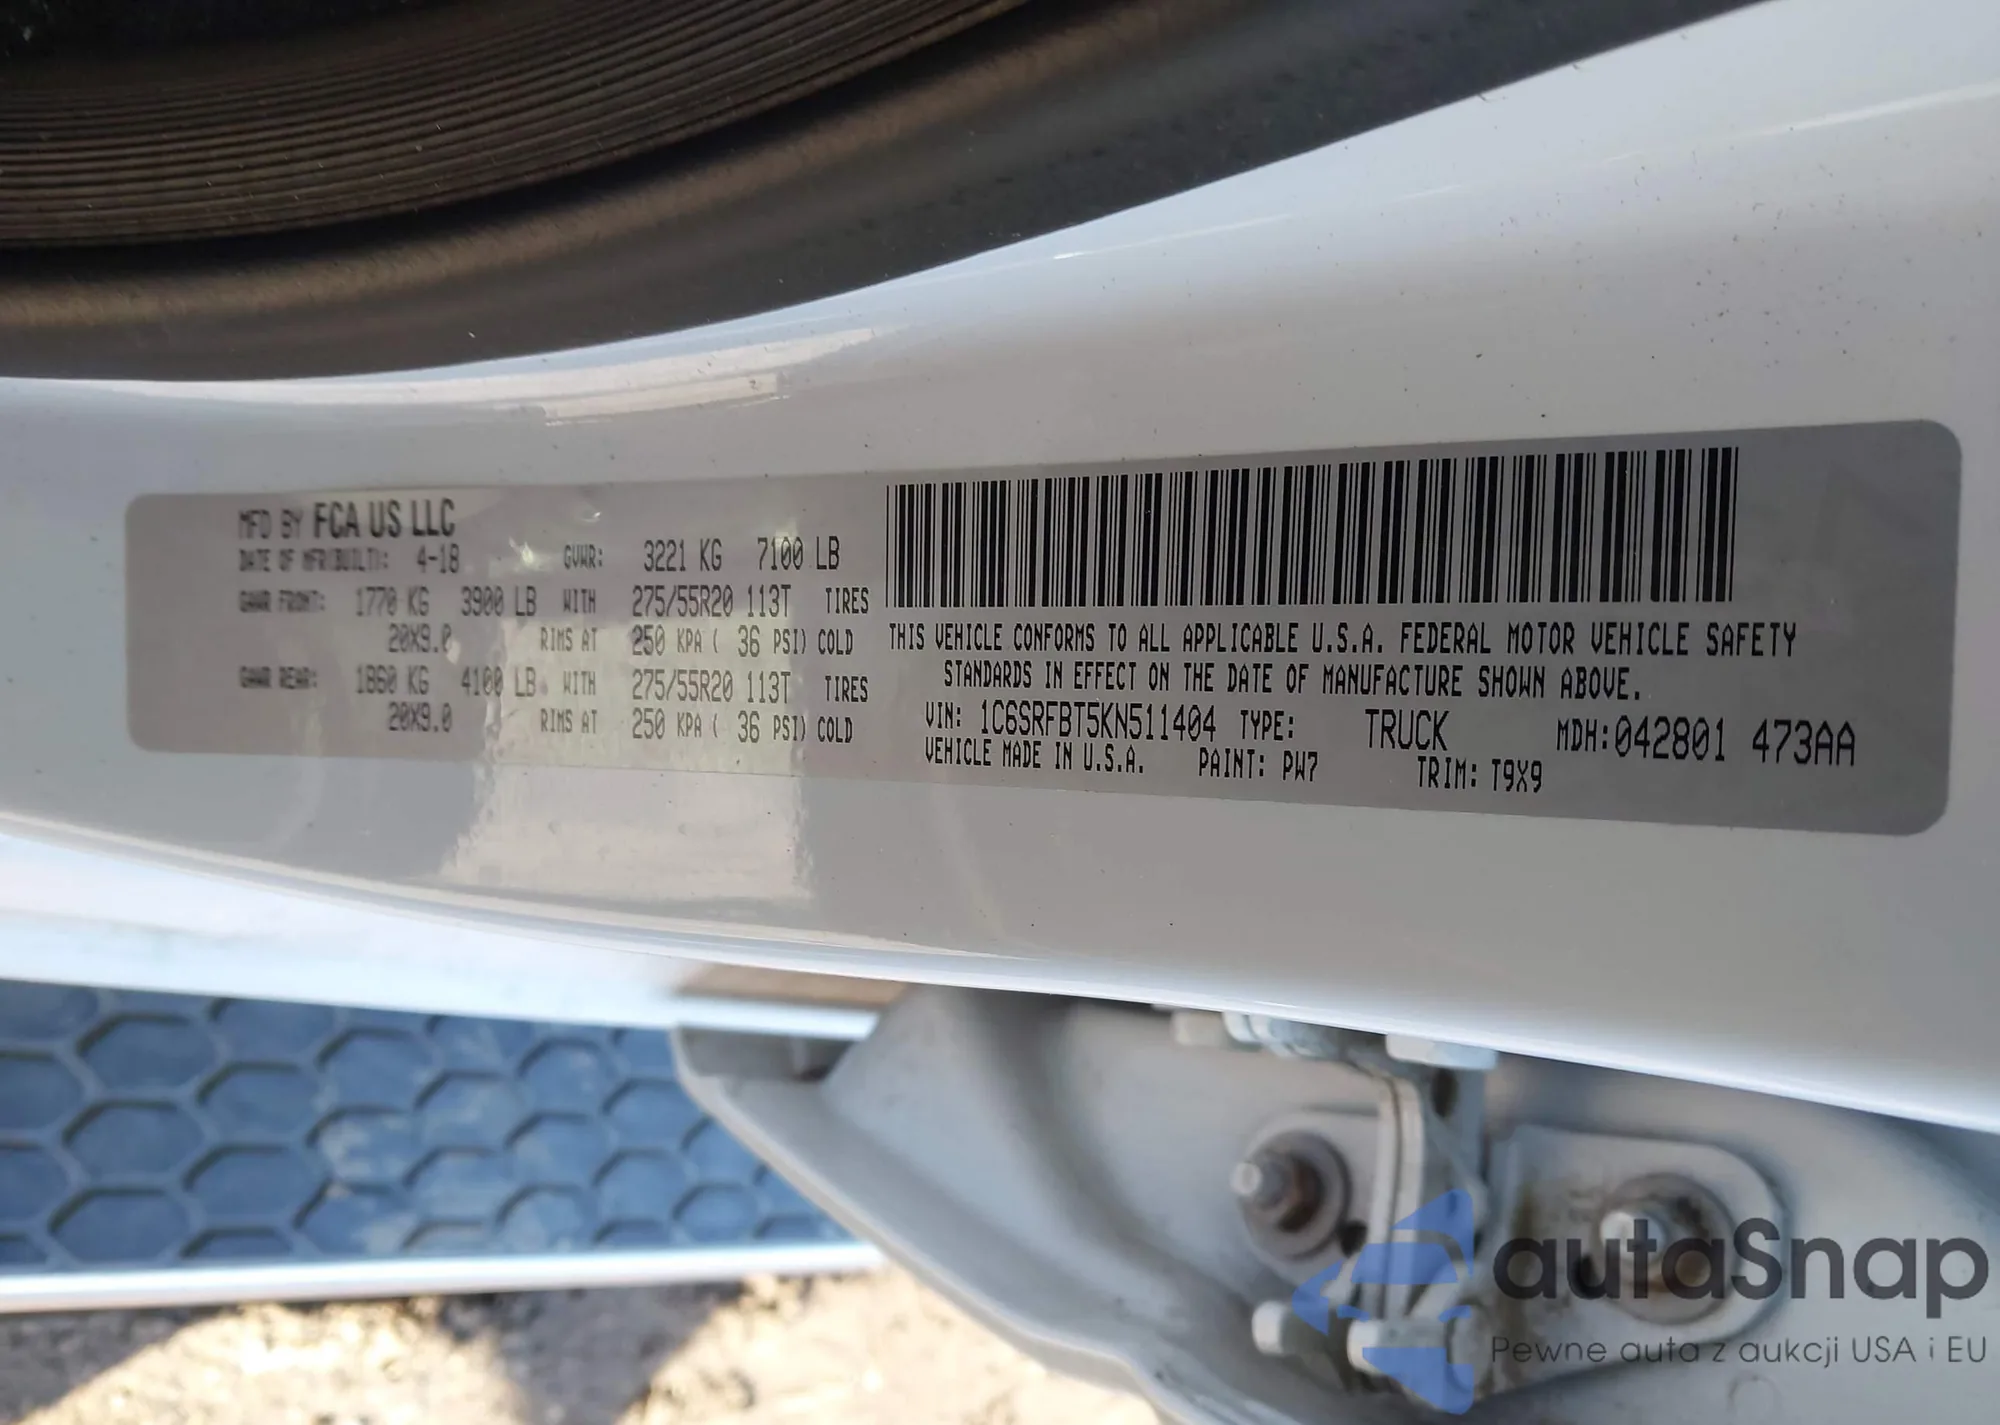 MFD BY FCA US LLC
DATE OF MFR(BUILT): 4-18 GVWR: 3221 KG 7100 LB
GAWR FRONT: 1770 KG 3900 LB WITH 275/55R20 113T TIRES
20X9.0 RIMS AT 250 KPA ( 36 PSI) COLD
GAWR REAR: 1860 KG 4100 LB WITH 275/55R20 113T TIRES
20X9.0 RIMS AT 250 KPA ( 36 PSI) COLD
THIS VEHICLE CONFORMS TO ALL APPLICABLE U.S.A. FEDERAL MOTOR VEHICLE SAFETY
STANDARDS IN EFFECT ON THE DATE OF MANUFACTURE SHOWN ABOVE.
VIN: 1C6SRFBT5KN511404 TYPE: TRUCK MDH:042801 473AA
VEHICLE MADE IN U.S.A. PAINT: PW7 TRIM: T9X9
autaSnap
Pewne auta z aukcji USA i EU